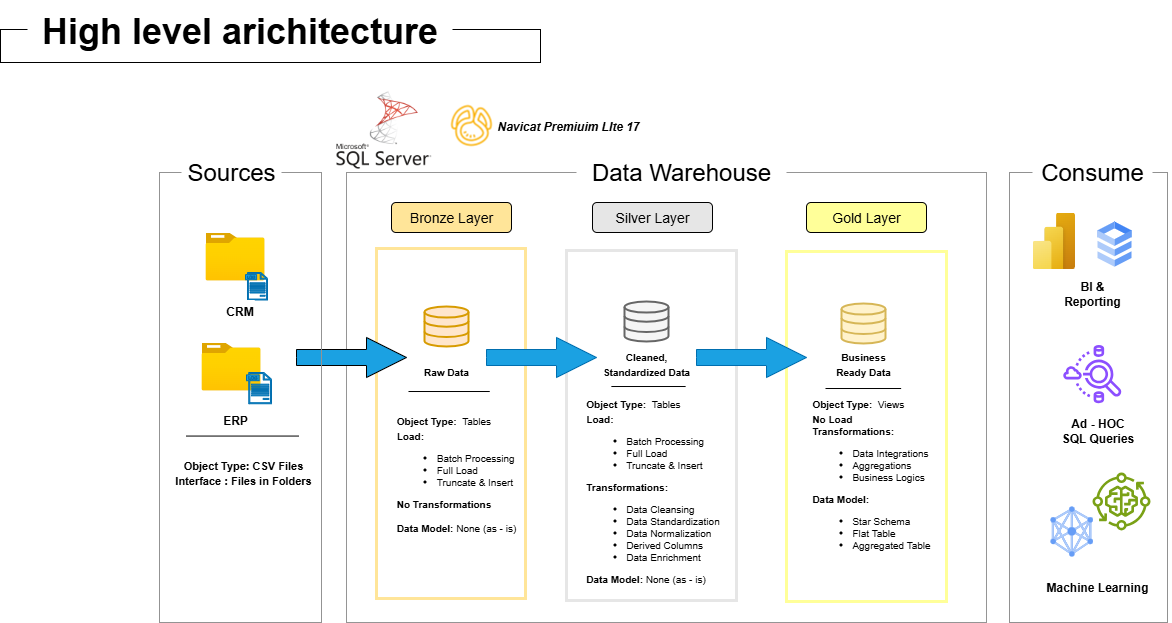 High level arichitecture
Microsoft®
SQL Server®
Navicat Premiuim LIte 17
Sources
CRM
ERP
Object Type: CSV Files
Interface : Files in Folders
Data Warehouse
Bronze Layer
Raw Data
Object Type: Tables
Load:
• Batch Processing
• Full Load
• Truncate & Insert
No Transformations
Data Model: None (as - is)
Silver Layer
Cleaned,
Standardized Data
Object Type: Tables
Load:
• Batch Processing
• Full Load
• Truncate & Insert
Transformations:
• Data Cleansing
• Data Standardization
• Data Normalization
• Derived Columns
• Data Enrichment
Data Model: None (as - is)
Gold Layer
Business
Ready Data
Object Type: Views
No Load
Transformations:
• Data Integrations
• Aggregations
• Business Logics
Data Model:
• Star Schema
• Flat Table
• Aggregated Table
Consume
BI &
Reporting
Ad - HOC
SQL Queries
Machine Learning